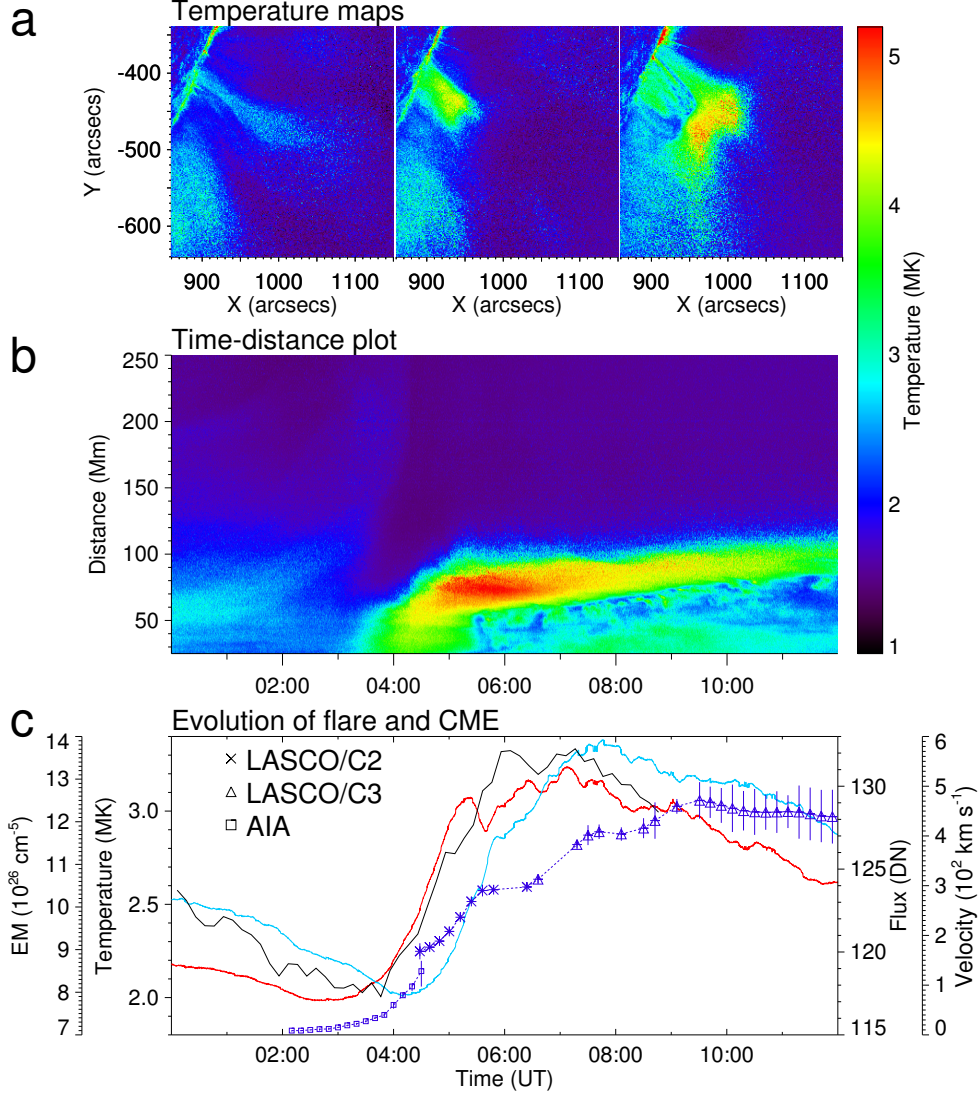 a
Temperature maps
Y (arcsecs)
-400
-500
-600
900 1000 1100
900 1000 1100
900 1000 1100
X (arcsecs)
X (arcsecs)
X (arcsecs)
5
4
3
2
1
Temperature (MK)
b
Time-distance plot
Distance (Mm)
250
200
150
100
50
02:00 04:00 06:00 08:00 10:00
c
Evolution of flare and CME
LASCO/C2
LASCO/C3
AIA
EM (10²⁶ cm⁻⁵)
14
13
12
11
10
9
8
7
Temperature (MK)
3.0
2.5
2.0
130
125
120
115
Flux (DN)
6
5
4
3
2
1
0
Velocity (10² km s⁻¹)
02:00 04:00 06:00 08:00 10:00
Time (UT)